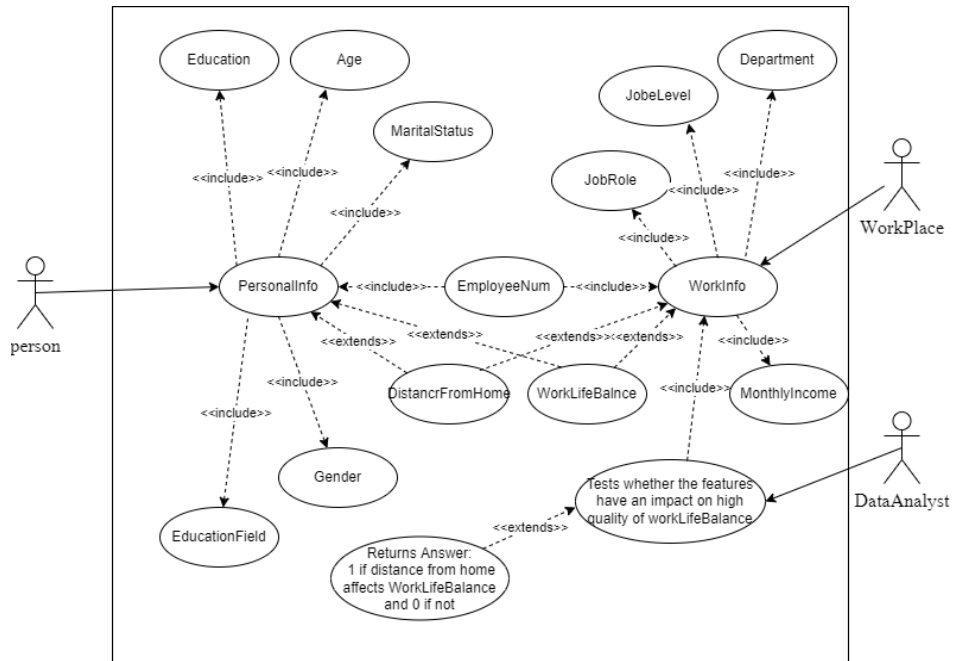 Education
Age
Department
JobeLevel
MaritalStatus
<<include>>
<<include>>
<<include>>
<<include>>
JobRole
<<include>>
WorkPlace
<<include>>
<<include>>
PersonalInfo
<<include>>
EmployeeNum
<<include>>
WorkInfo
person
<<extends>>
<<extends>>
<<extends>>
<<extends>>
<<include>>
<<include>>
<<include>>
DistancrFromHome
WorkLifeBalnce
MonthlyIncome
<<include>>
Gender
Tests whether the features
have an impact on high
quality of workLifeBalance
DataAnalyst
EducationField
<<extends>>
Returns Answer:
1 if distance from home
affects WorkLifeBalance
and 0 if not